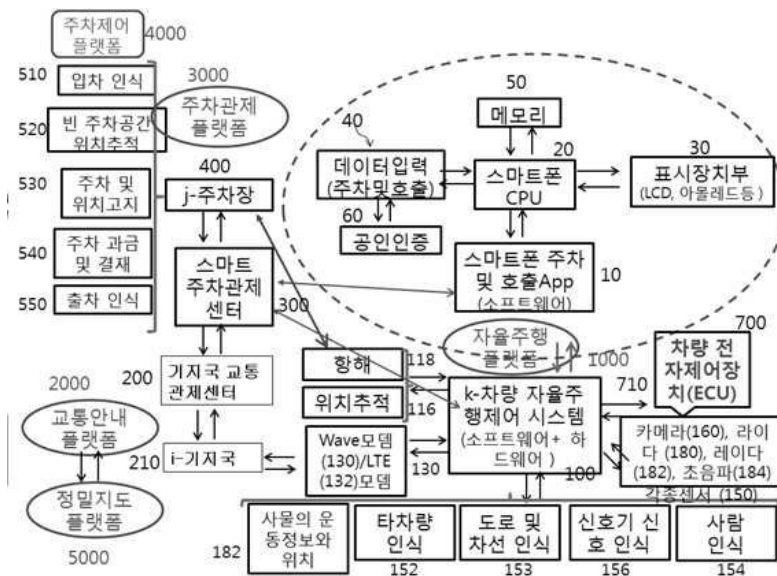 주차제어
플랫폼
4000
510
입차 인식
3000
주차관제
플랫폼
520
빈 주차공간
위치추적
530
주차 및
위치고지
540
주차 과금
및 결재
550
출차 인식
400
j-주차장
스마트
주차관제
센터
300
50
메모리
40
데이터입력
(주차및호출)
20
스마트폰
CPU
30
표시장치부
(LCD, 아몰레드등)
60
공인인증
스마트폰 주차
및 호출App
(소프트웨어)
10
자율주행
플랫폼
1000
700
차량 전
자제어장
치(ECU)
200
기지국 교통
관제센터
항해
118
위치추적
116
k-차량 자율주
행제어 시스템
(소프트웨어+ 하
드웨어 )
100
710
2000
교통안내
플랫폼
210
i-기지국
Wave모뎀
(130)/LTE
(132)모뎀
130
카메라(160), 라이
다 (180), 레이다
(182), 초음파(184)
각종센서 (150)
정밀지도
플랫폼
5000
182
사물의 운
동정보와
위치
타차량
인식
152
도로 및
차선 인식
153
신호기 신
호 인식
156
사람
인식
154